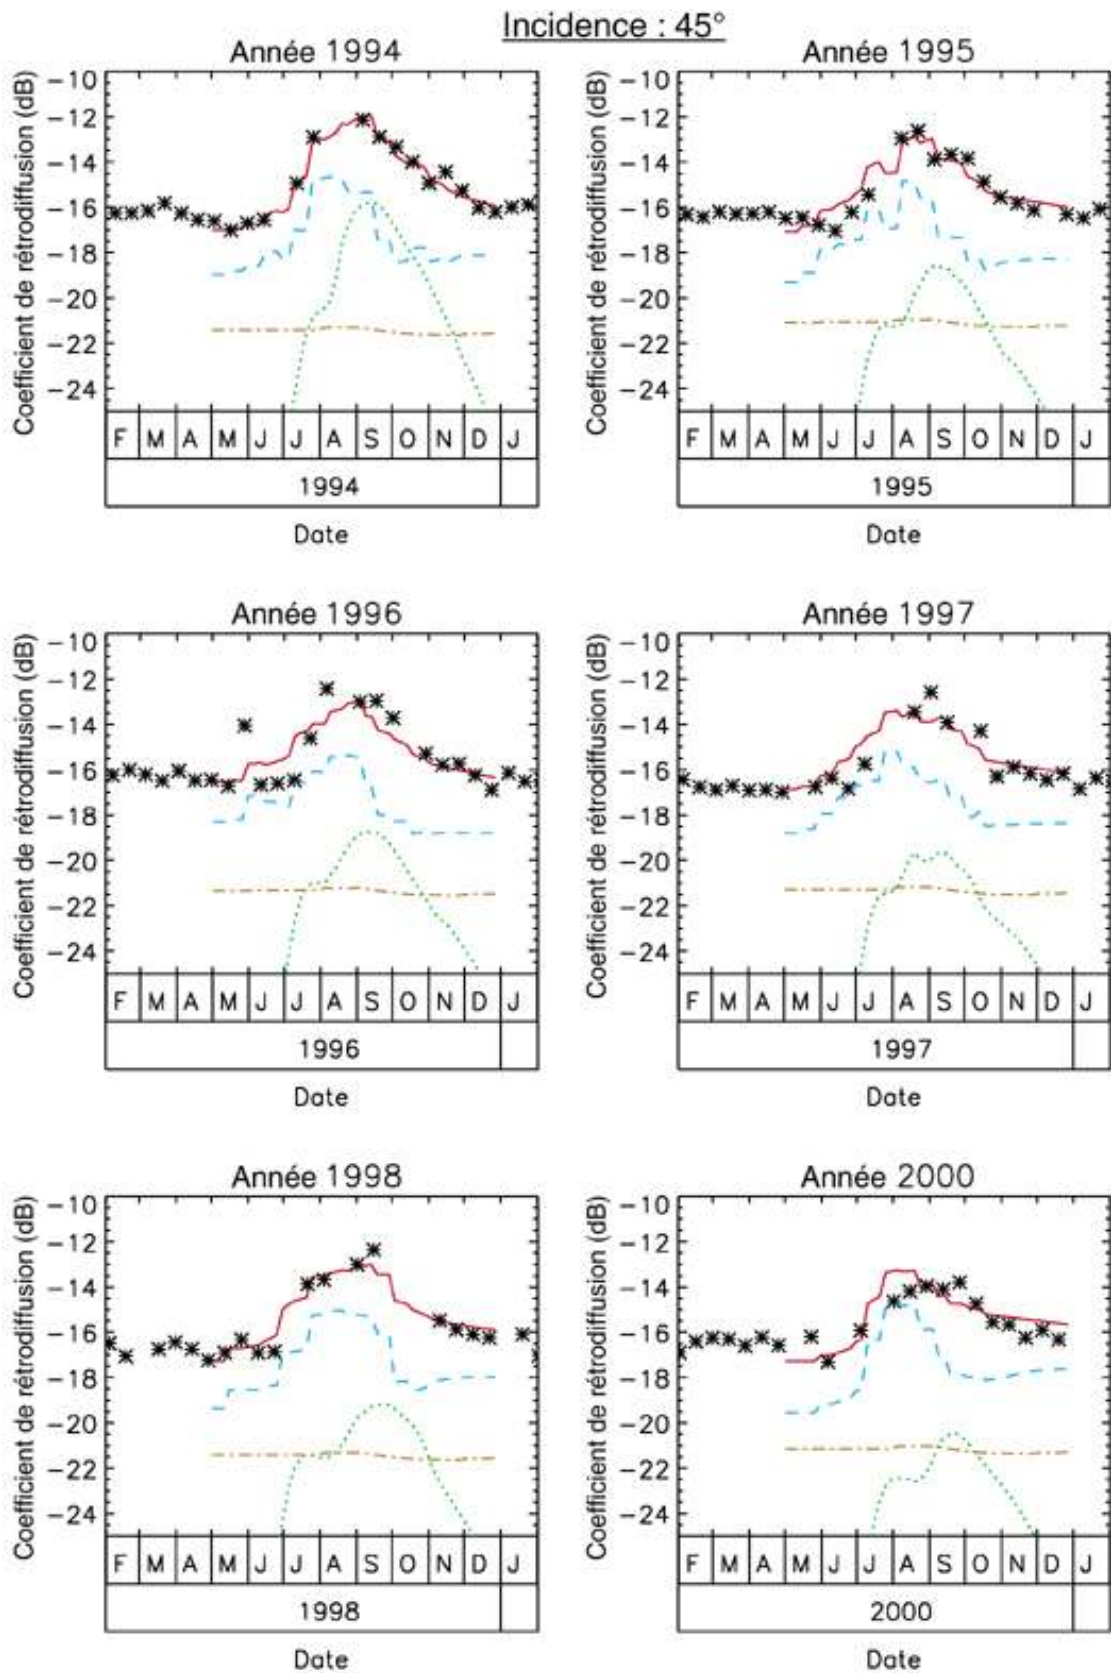 Incidence : 45°
Année 1994
Coefficient de rétrodiffusion (dB)
−10
−12
−14
−16
−18
−20
−22
−24
F M A M J J A S O N D J
1994
Date
Année 1995
Coefficient de rétrodiffusion (dB)
−10
−12
−14
−16
−18
−20
−22
−24
F M A M J J A S O N D J
1995
Date
Année 1996
Coefficient de rétrodiffusion (dB)
−10
−12
−14
−16
−18
−20
−22
−24
F M A M J J A S O N D J
1996
Date
Année 1997
Coefficient de rétrodiffusion (dB)
−10
−12
−14
−16
−18
−20
−22
−24
F M A M J J A S O N D J
1997
Date
Année 1998
Coefficient de rétrodiffusion (dB)
−10
−12
−14
−16
−18
−20
−22
−24
F M A M J J A S O N D J
1998
Date
Année 2000
Coefficient de rétrodiffusion (dB)
−10
−12
−14
−16
−18
−20
−22
−24
F M A M J J A S O N D J
2000
Date